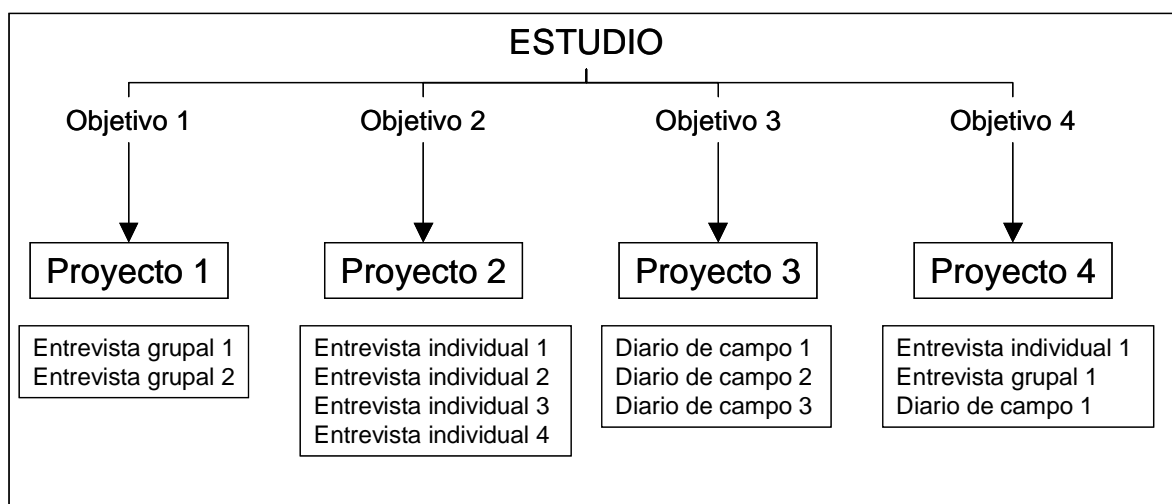 ESTUDIO
Objetivo 1
Objetivo 2
Objetivo 3
Objetivo 4
Proyecto 1
Proyecto 2
Proyecto 3
Proyecto 4
Entrevista grupal 1
Entrevista grupal 2
Entrevista individual 1
Entrevista individual 2
Entrevista individual 3
Entrevista individual 4
Diario de campo 1
Diario de campo 2
Diario de campo 3
Entrevista individual 1
Entrevista grupal 1
Diario de campo 1